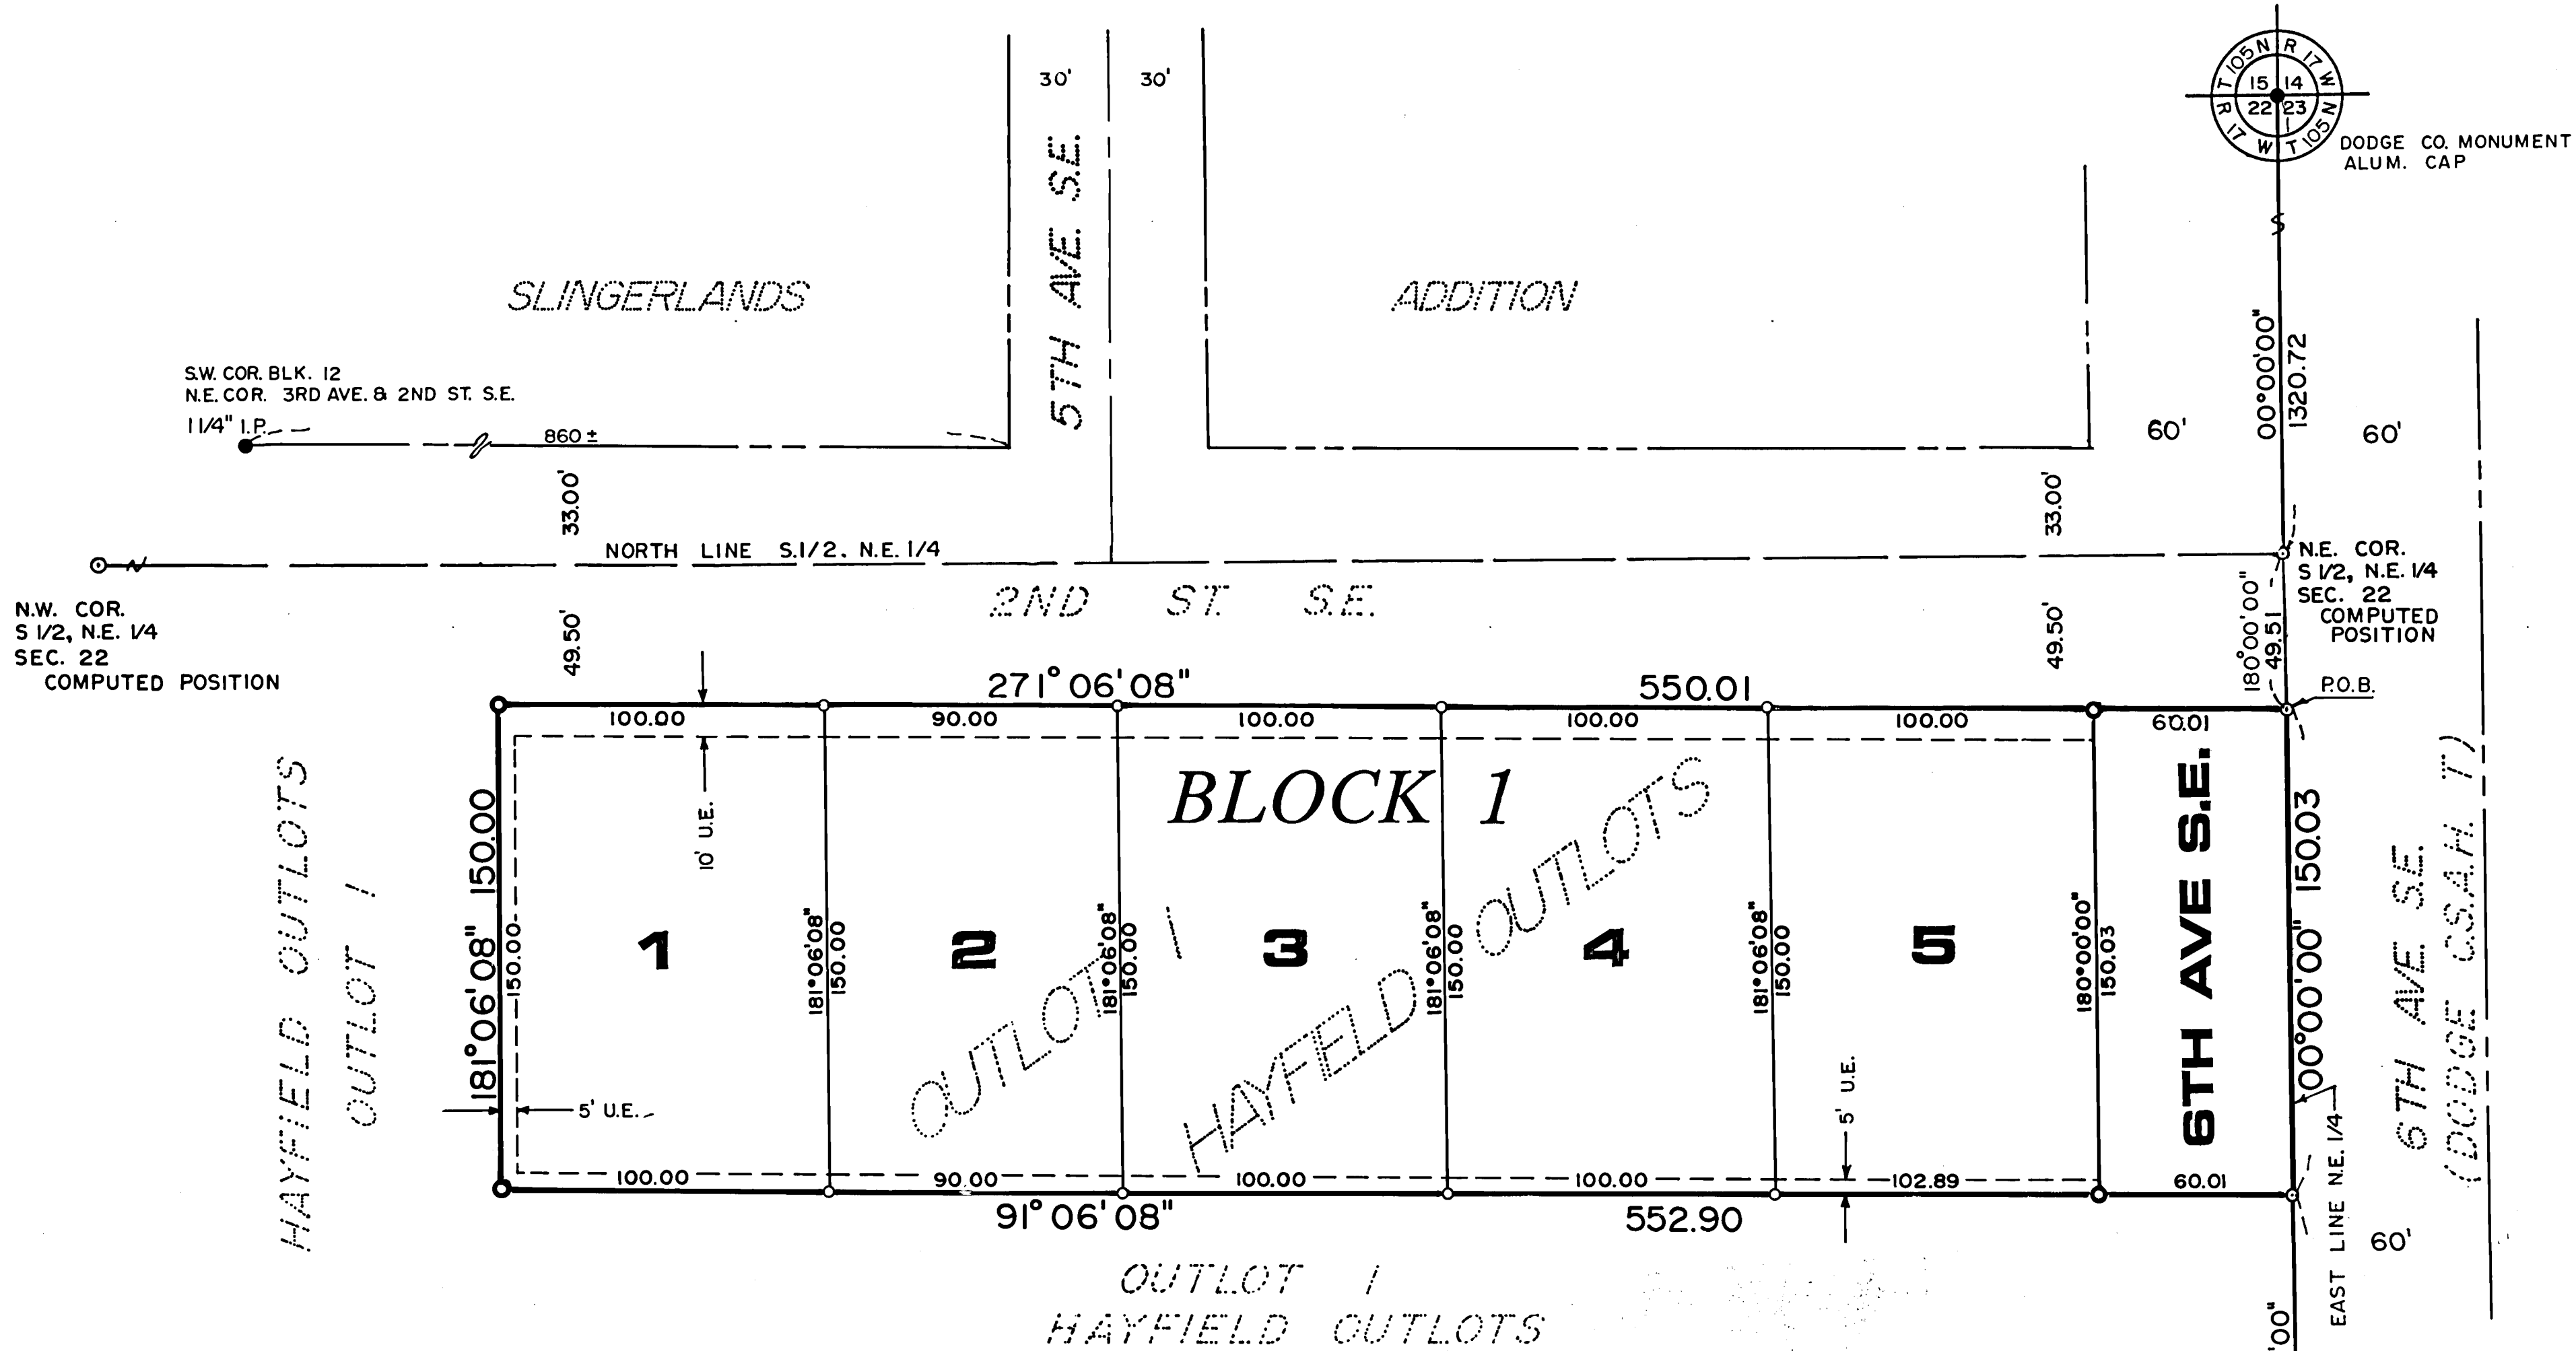 30'
30'
T 105 N
R 17 W
15 14
22 23
R 17 W
T 105 N
DODGE CO. MONUMENT
ALUM. CAP
5TH AVE. S.E.
SLINGERLANDS
ADDITION
S.W. COR. BLK. 12
N.E. COR. 3RD AVE. & 2ND ST. S.E.
1 1/4" I.P.
860 ±
00°00'00"
1320.72
60'
60'
33.00'
33.00'
NORTH LINE S.1/2. N.E. 1/4
N.E. COR.
S 1/2, N.E. 1/4
SEC. 22
COMPUTED
POSITION
2ND ST. S.E.
N.W. COR.
S 1/2, N.E. 1/4
SEC. 22
COMPUTED POSITION
49.50'
49.50'
180°00'00"
49.51
P.O.B.
271°06'08"
550.01
100.00
90.00
100.00
100.00
100.00
60.01
BLOCK 1
10' U.E.
HAYFIELD OUTLOTS
OUTLOT 1
181°06'08" 150.00
150.00
1
181°06'08"
150.00
2
181°06'08"
150.00
3
181°06'08"
150.00
4
181°06'08"
150.00
5
180°00'00"
150.03
6TH AVE S.E.
00°00'00" 150.03
6TH AVE S.E.
(DODGE C.S.A.H. T)
OUTLOT 1
HAYFIELD OUTLOTS
5' U.E.
5' U.E.
100.00
90.00
100.00
100.00
102.89
60.01
91°06'08"
552.90
EAST LINE N.E. 1/4
60'
OUTLOT 1
HAYFIELD OUTLOTS
'00"